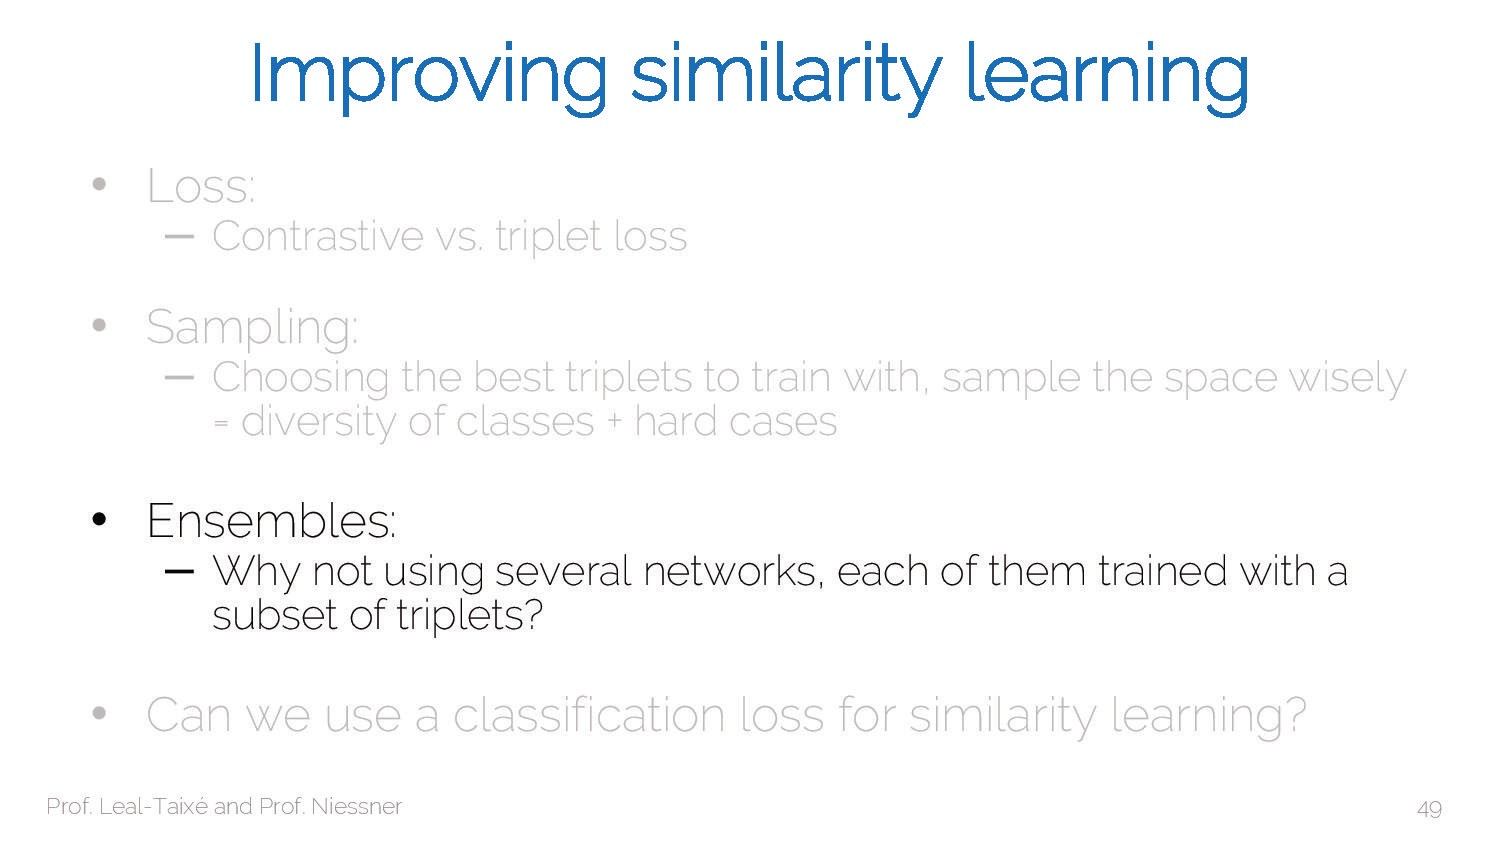 Improving similarity learning
• Loss:
– Contrastive vs. triplet loss
• Sampling:
– Choosing the best triplets to train with, sample the space wisely
= diversity of classes + hard cases
• Ensembles:
– Why not using several networks, each of them trained with a
subset of triplets?
• Can we use a classification loss for similarity learning?
Prof. Leal-Taixé and Prof. Niessner
49